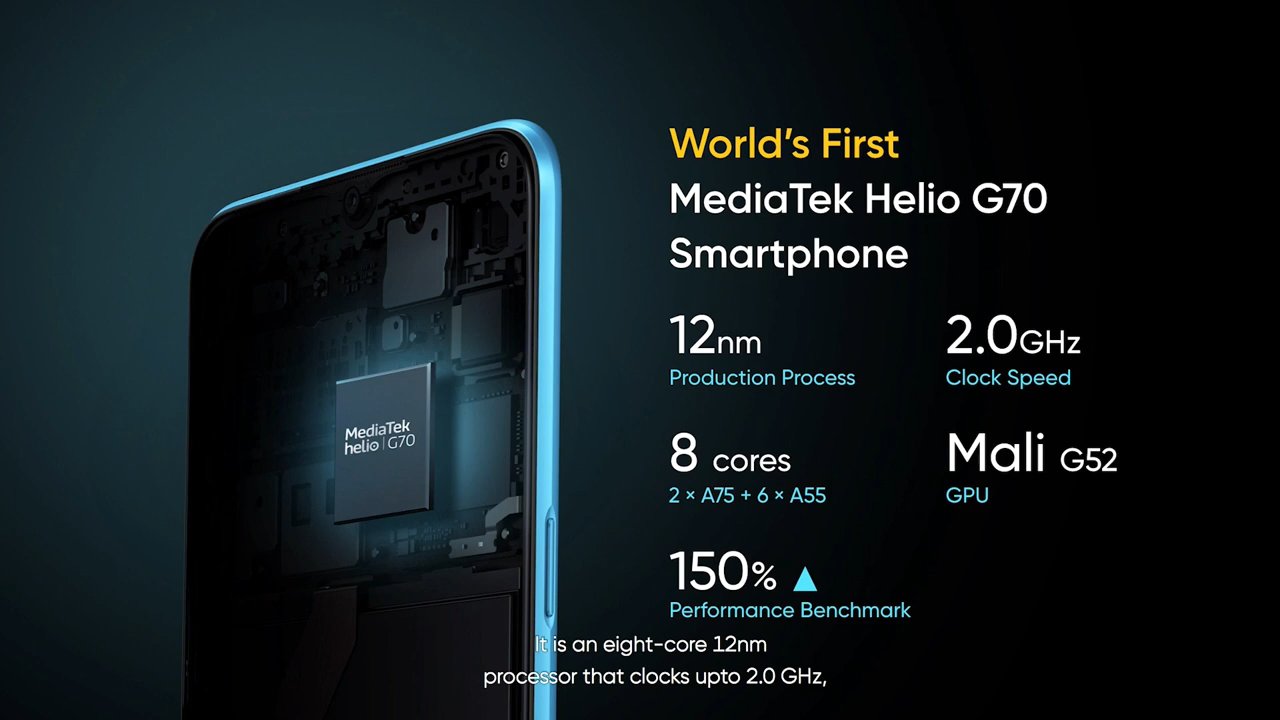 World's First
MediaTek Helio G70
Smartphone
12nm
Production Process
2.0GHz
Clock Speed
8 cores
2 × A75 + 6 × A55
Mali G52
GPU
MediaTek
helio | G70
150% ▲
Performance Benchmark
It is an eight-core 12nm
processor that clocks upto 2.0 GHz,